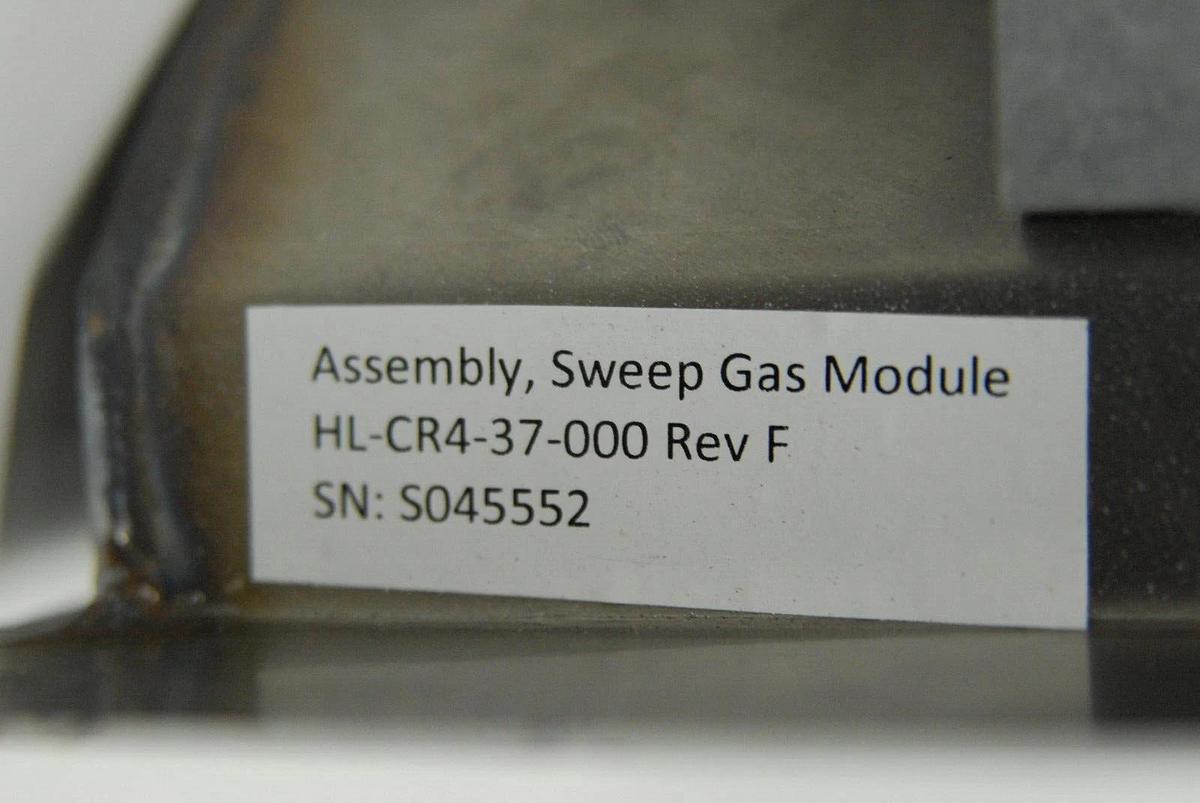 Assembly, Sweep Gas Module
HL-CR4-37-000 Rev F
SN: S045552